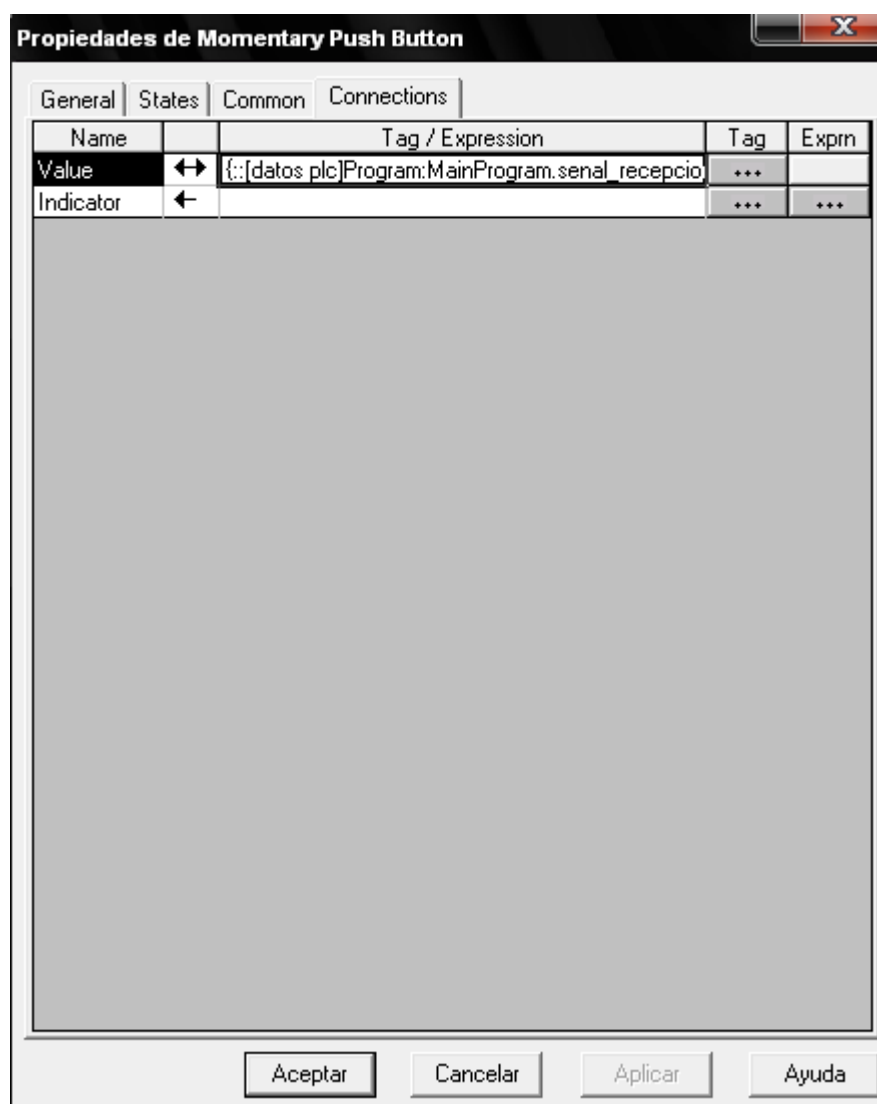 Propiedades de Momentary Push Button
General States Common Connections
Name Tag / Expression Tag Exprn
Value {::[datos plc]Program:MainProgram.senal_recepcio
Indicator
Aceptar Cancelar Aplicar Ayuda